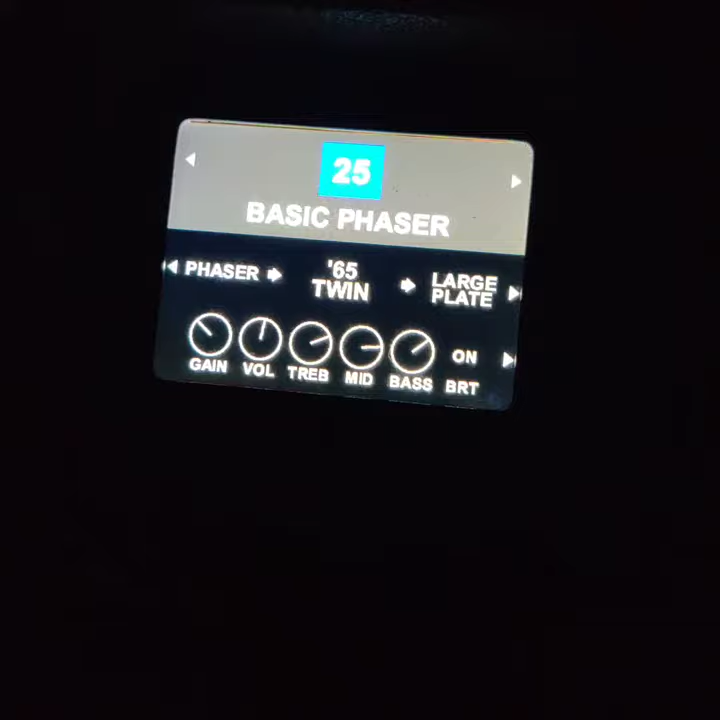 25
BASIC PHASER
PHASER
'65
TWIN
LARGE
PLATE
ON
GAIN VOL TREB MID BASS BRT